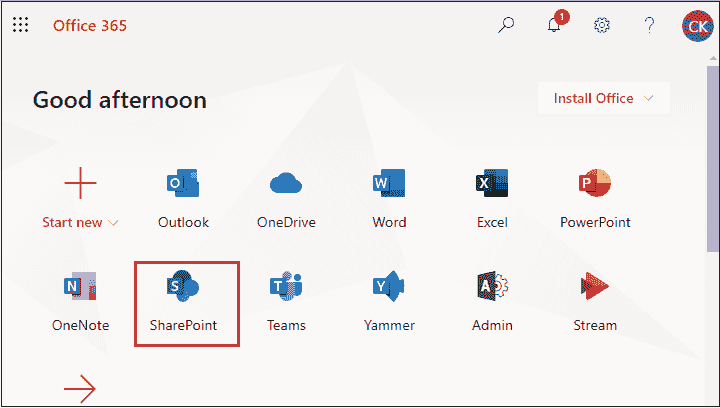 Office 365
1
?
CK
Good afternoon
Install Office
Start new
Outlook
OneDrive
Word
Excel
PowerPoint
O
W
X
P
OneNote
SharePoint
Teams
Yammer
Admin
Stream
N
S
T
Y
A